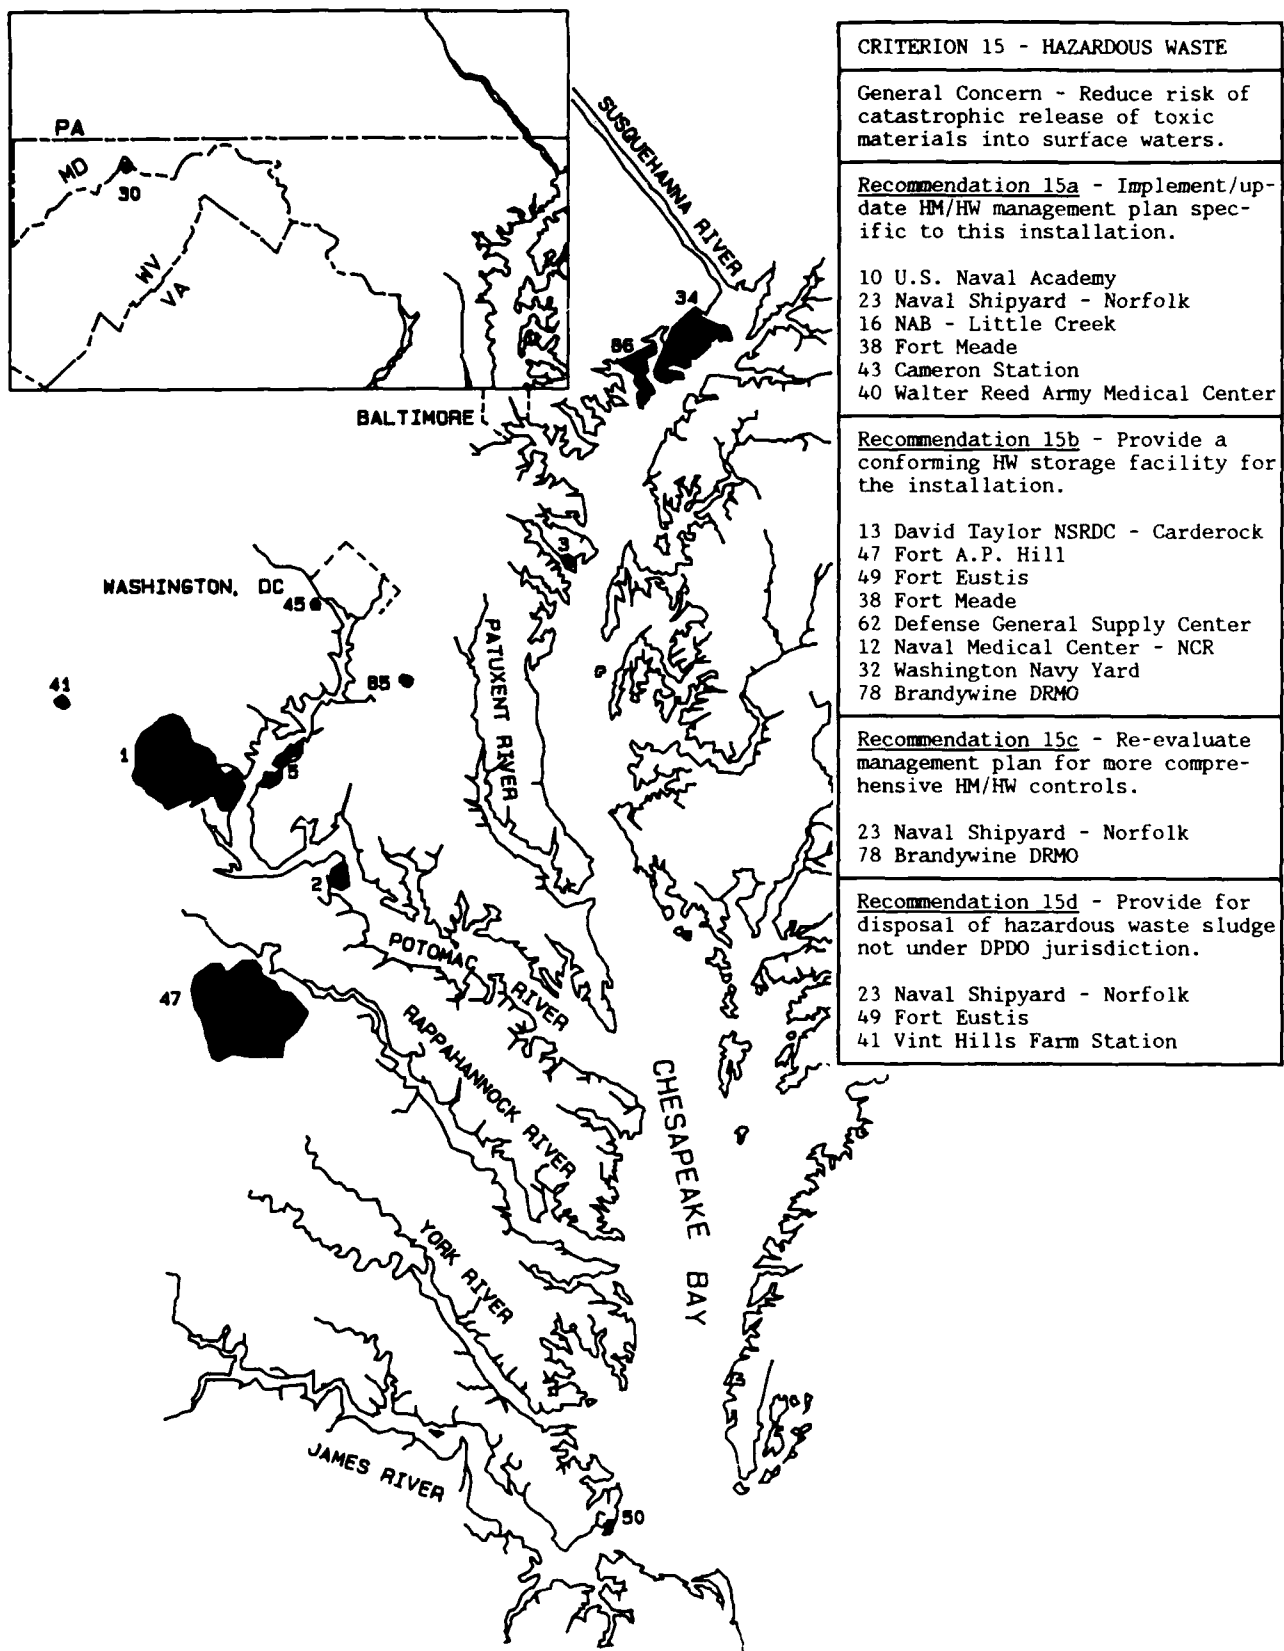 CRITERION 15 - HAZARDOUS WASTE
General Concern - Reduce risk of
catastrophic release of toxic
materials into surface waters.
Recommendation 15a - Implement/up-
date HM/HW management plan spec-
ific to this installation.
10 U.S. Naval Academy
23 Naval Shipyard - Norfolk
16 NAB - Little Creek
38 Fort Meade
43 Cameron Station
40 Walter Reed Army Medical Center
Recommendation 15b - Provide a
conforming HW storage facility for
the installation.
13 David Taylor NSRDC - Carderock
47 Fort A.P. Hill
49 Fort Eustis
38 Fort Meade
62 Defense General Supply Center
12 Naval Medical Center - NCR
32 Washington Navy Yard
78 Brandywine DRMO
Recommendation 15c - Re-evaluate
management plan for more compre-
hensive HM/HW controls.
23 Naval Shipyard - Norfolk
78 Brandywine DRMO
Recommendation 15d - Provide for
disposal of hazardous waste sludge
not under DPDO jurisdiction.
23 Naval Shipyard - Norfolk
49 Fort Eustis
41 Vint Hills Farm Station
PA
MD
30
WV
VA
SUSQUEHANNA RIVER
34
86
BALTIMORE
3
WASHINGTON, DC
45
PATUXENT RIVER
85
41
1
5
2
POTOMAC RIVER
47
RAPPAHANNOCK RIVER
CHESAPEAKE BAY
YORK RIVER
JAMES RIVER
50